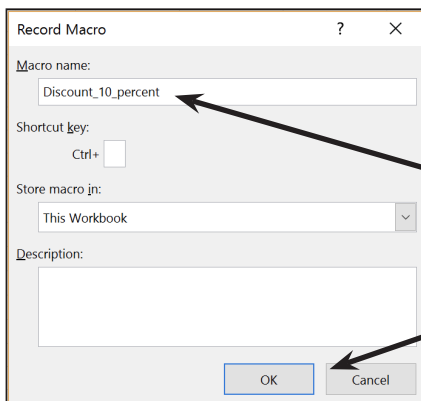 Record Macro ? ×
Macro name:
Discount_10_percent
Shortcut key:
Ctrl+
Store macro in:
This Workbook
Description:
OK Cancel